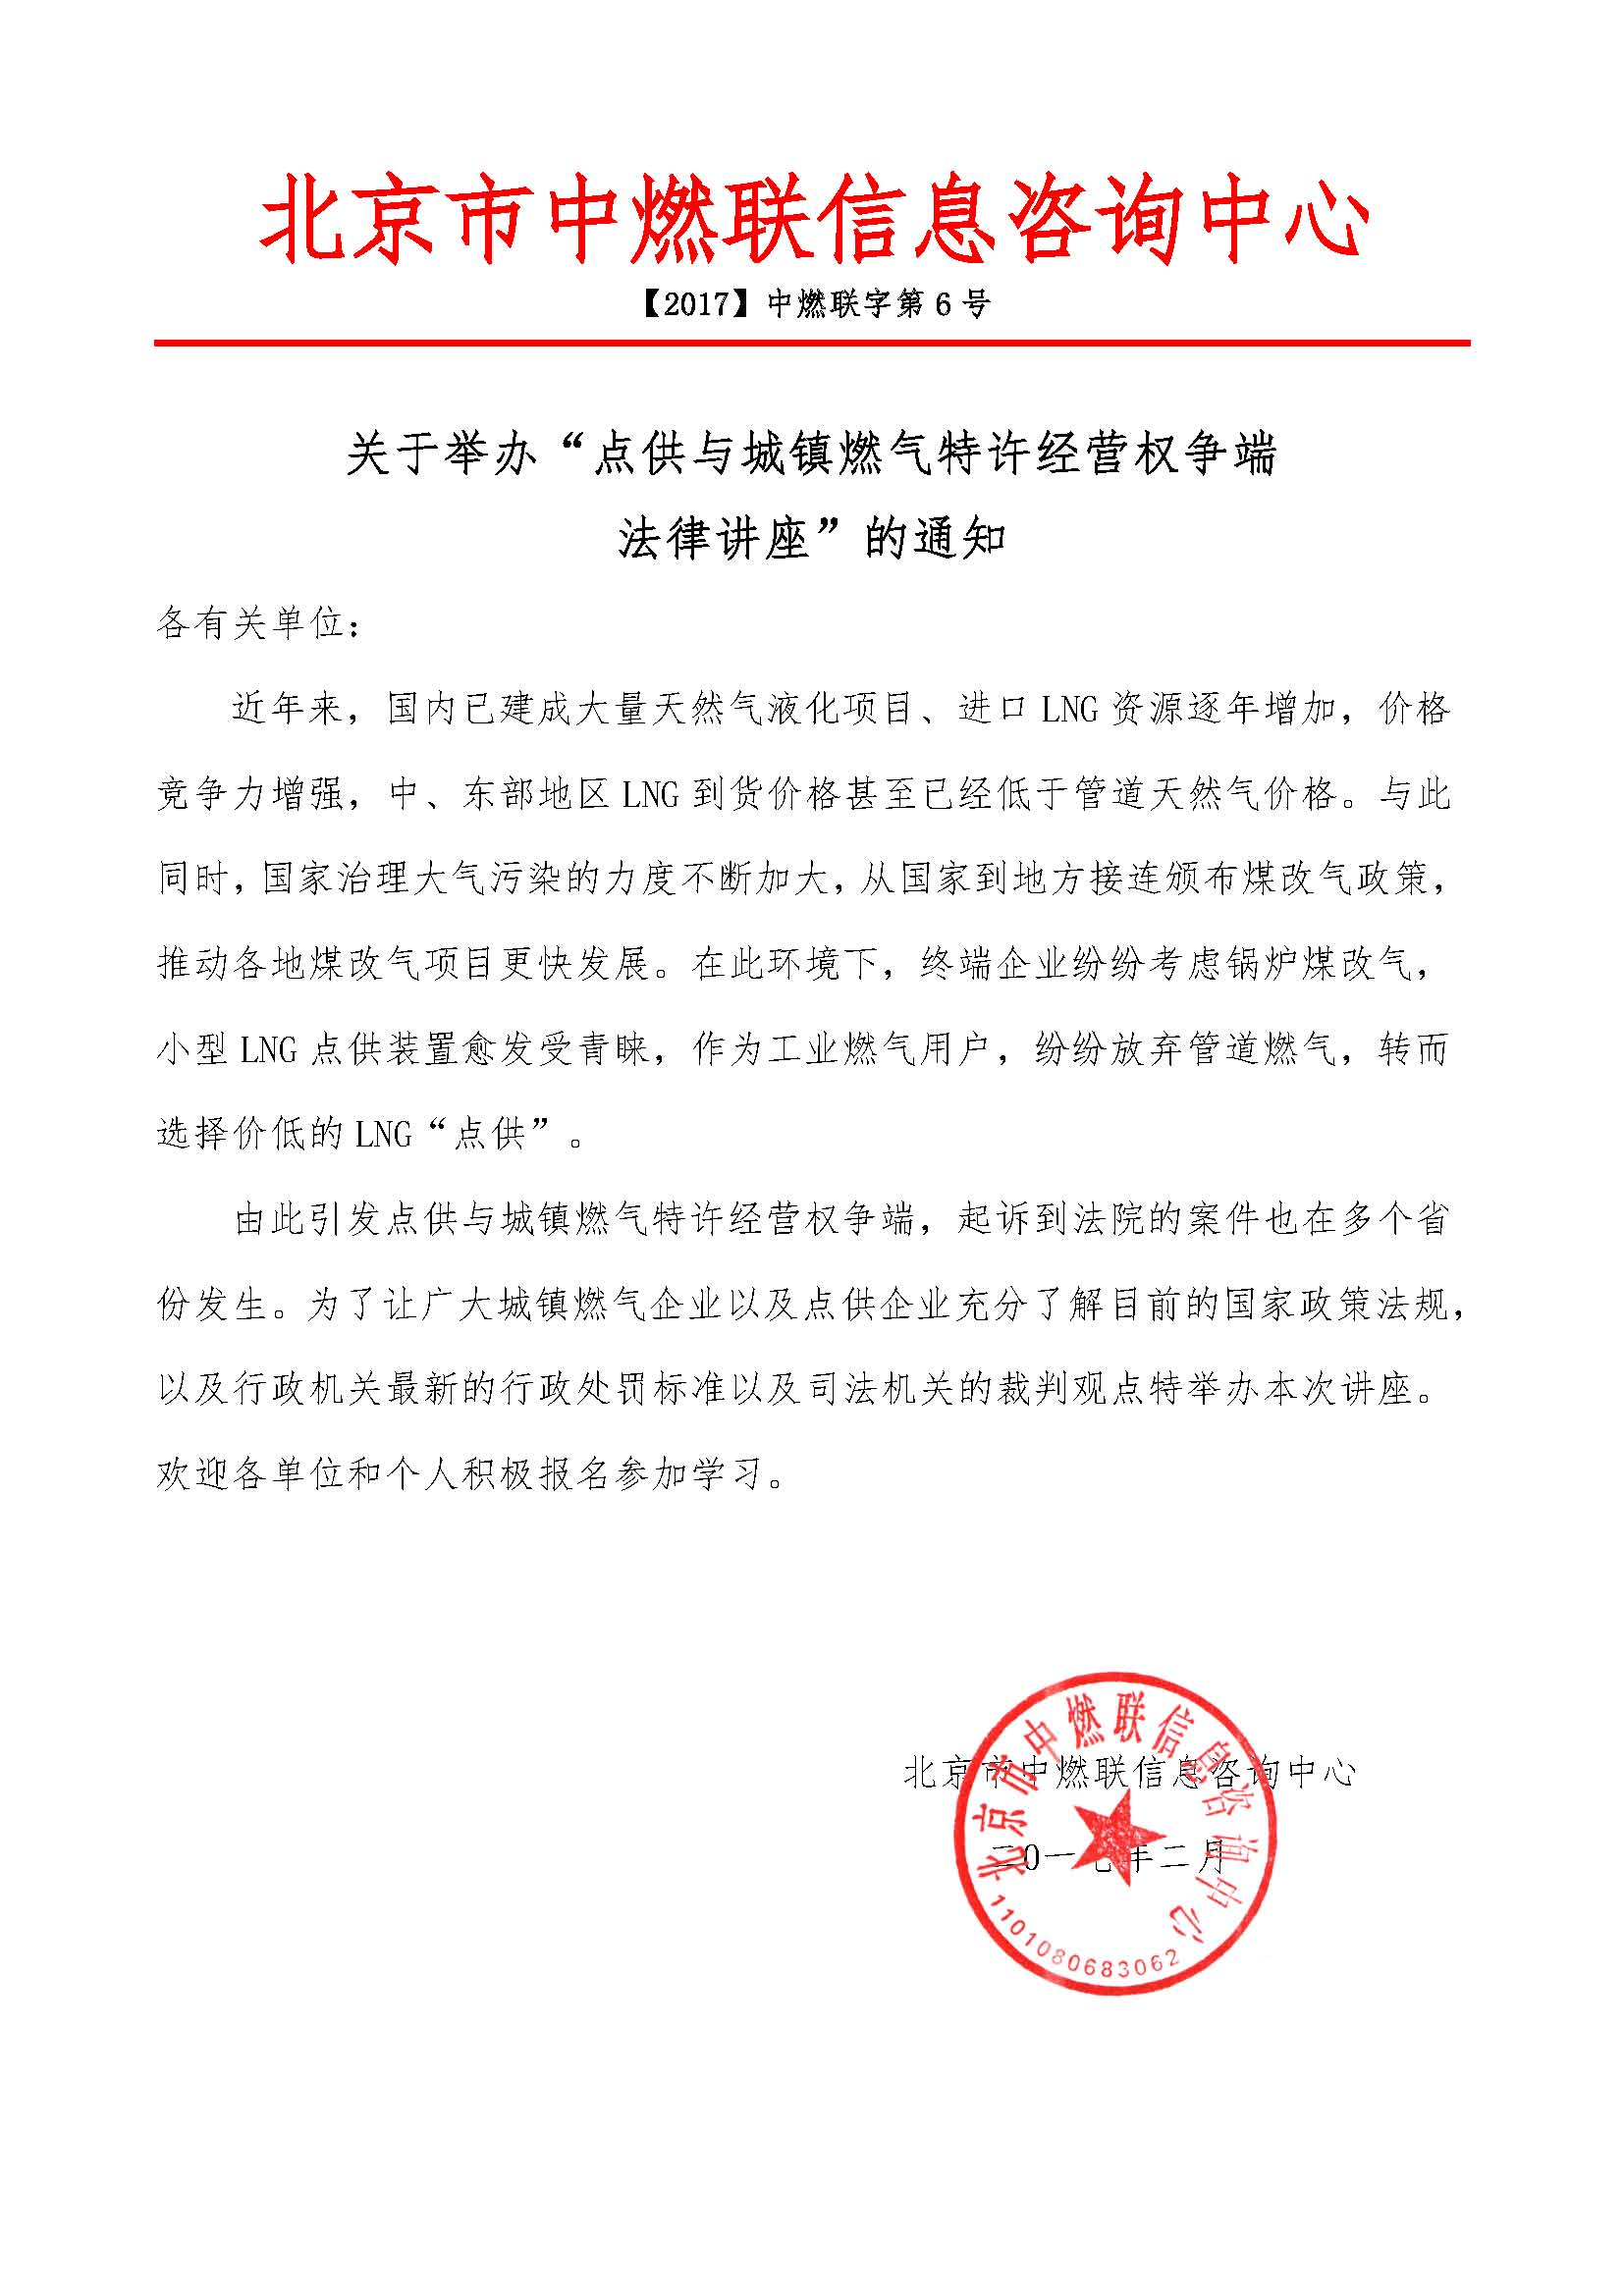 北京市中燃联信息咨询中心
【2017】中燃联字第 6 号
关于举办“点供与城镇燃气特许经营权争端
法律讲座”的通知
各有关单位：
近年来，国内已建成大量天然气液化项目、进口 LNG 资源逐年增加，价格
竞争力增强，中、东部地区 LNG 到货价格甚至已经低于管道天然气价格。与此
同时，国家治理大气污染的力度不断加大，从国家到地方接连颁布煤改气政策，
推动各地煤改气项目更快发展。在此环境下，终端企业纷纷考虑锅炉煤改气，
小型 LNG 点供装置愈发受青睐，作为工业燃气用户，纷纷放弃管道燃气，转而
选择价低的 LNG“点供”。
由此引发点供与城镇燃气特许经营权争端，起诉到法院的案件也在多个省
份发生。为了让广大城镇燃气企业以及点供企业充分了解目前的国家政策法规，
以及行政机关最新的行政处罚标准以及司法机关的裁判观点特举办本次讲座。
欢迎各单位和个人积极报名参加学习。
北京市中燃联信息咨询中心
二0一七年二月
北京市中燃联信息咨询中心
1101080683062